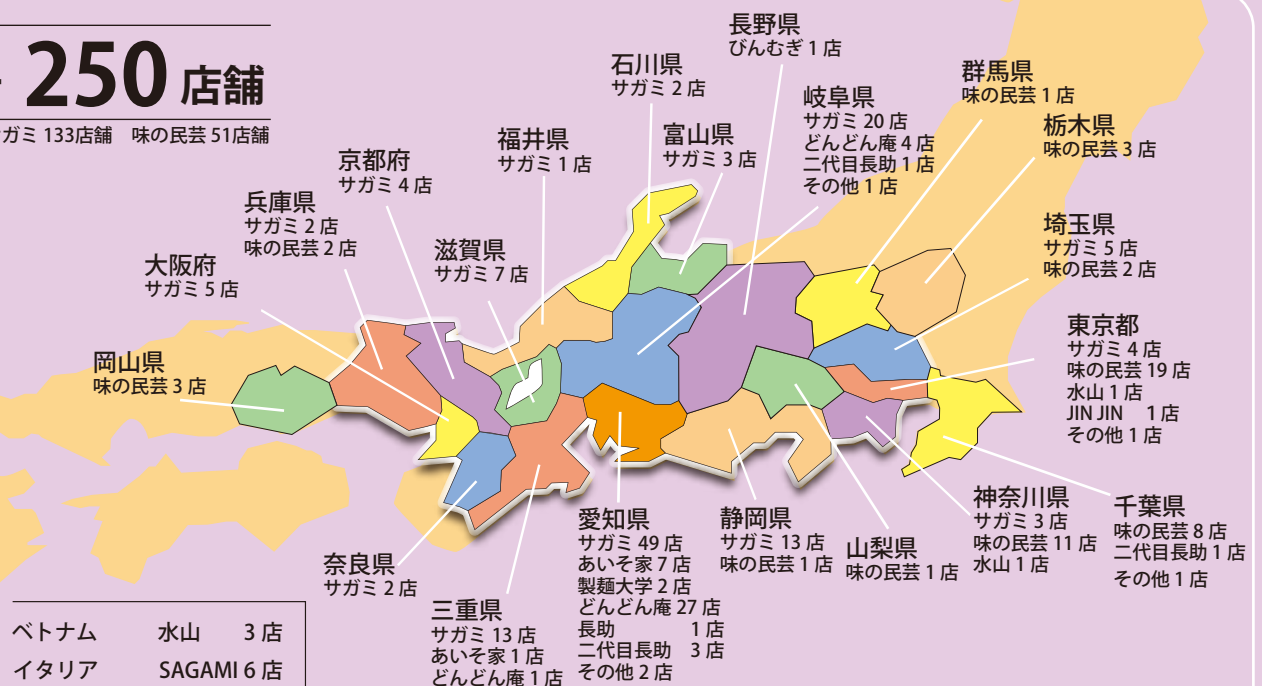 250 店舗
ガミ 133店舗 味の民芸 51店舗
長野県
びんむぎ 1 店
石川県
サガミ 2 店
群馬県
味の民芸 1 店
岐阜県
サガミ 20 店
どんどん庵 4 店
二代目長助 1 店
その他 1 店
栃木県
味の民芸 3 店
富山県
サガミ 3 店
福井県
サガミ 1 店
京都府
サガミ 4 店
兵庫県
サガミ 2 店
味の民芸 2 店
滋賀県
サガミ 7 店
埼玉県
サガミ 5 店
味の民芸 2 店
大阪府
サガミ 5 店
東京都
サガミ 4 店
味の民芸 19 店
水山 1 店
JIN JIN 1 店
その他 1 店
岡山県
味の民芸 3 店
神奈川県
サガミ 3 店
味の民芸 11 店
水山 1 店
千葉県
味の民芸 8 店
二代目長助 1 店
その他 1 店
愛知県
サガミ 49 店
あいそ家 7 店
製麺大学 2 店
どんどん庵 27 店
長助 1 店
二代目長助 3 店
その他 2 店
静岡県
サガミ 13 店
味の民芸 1 店
山梨県
味の民芸 1 店
奈良県
サガミ 2 店
三重県
サガミ 13 店
あいそ家 1 店
どんどん庵 1 店
ベトナム 水山 3 店
イタリア SAGAMI 6 店